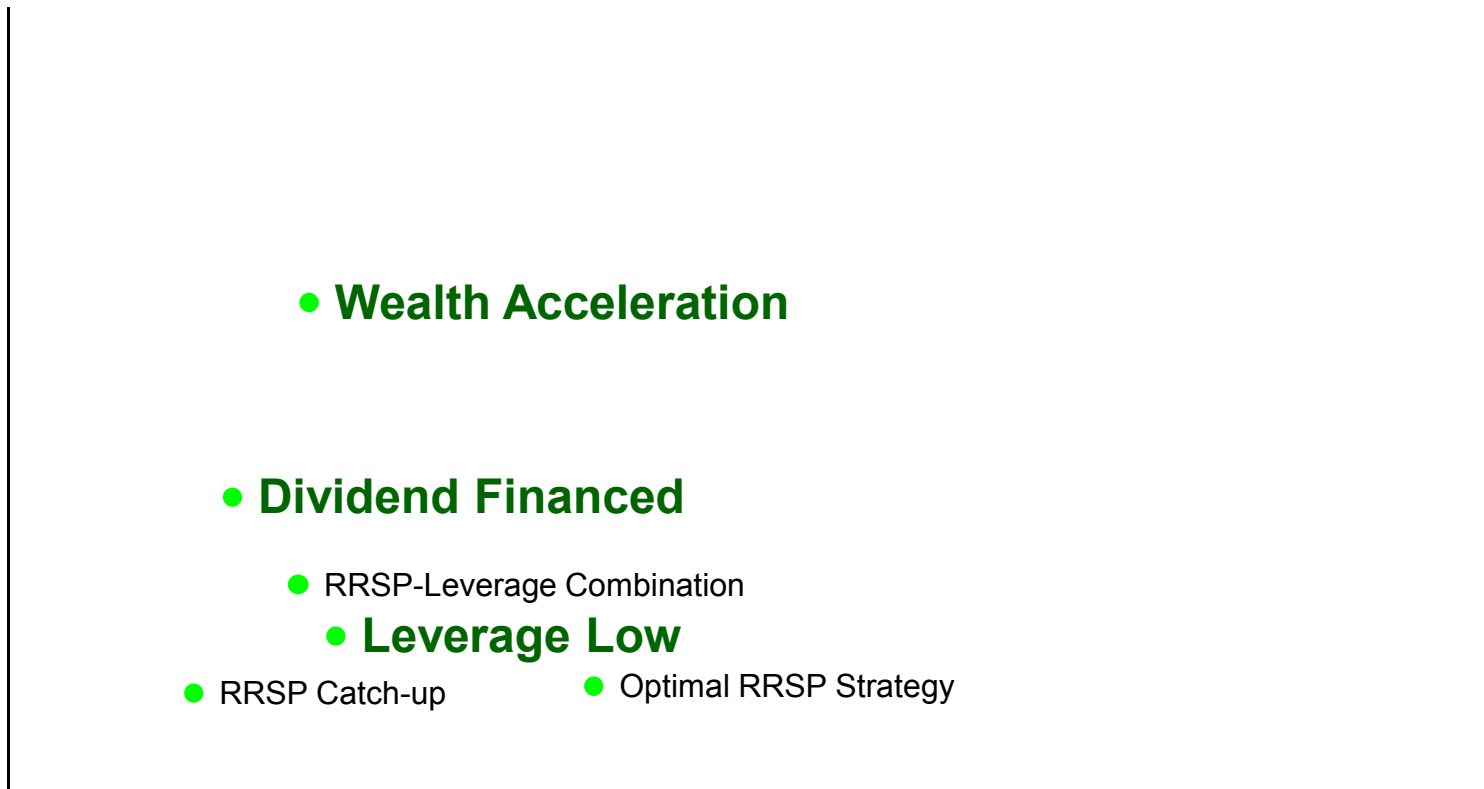 ● Wealth Acceleration
● Dividend Financed
● RRSP-Leverage Combination
● Leverage Low
● RRSP Catch-up
● Optimal RRSP Strategy